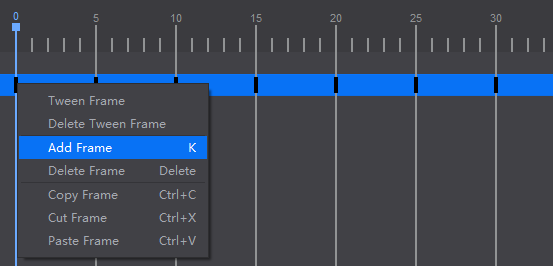 0 5 10 15 20 25 30
Tween Frame
Delete Tween Frame
Add Frame K
Delete Frame Delete
Copy Frame Ctrl+C
Cut Frame Ctrl+X
Paste Frame Ctrl+V